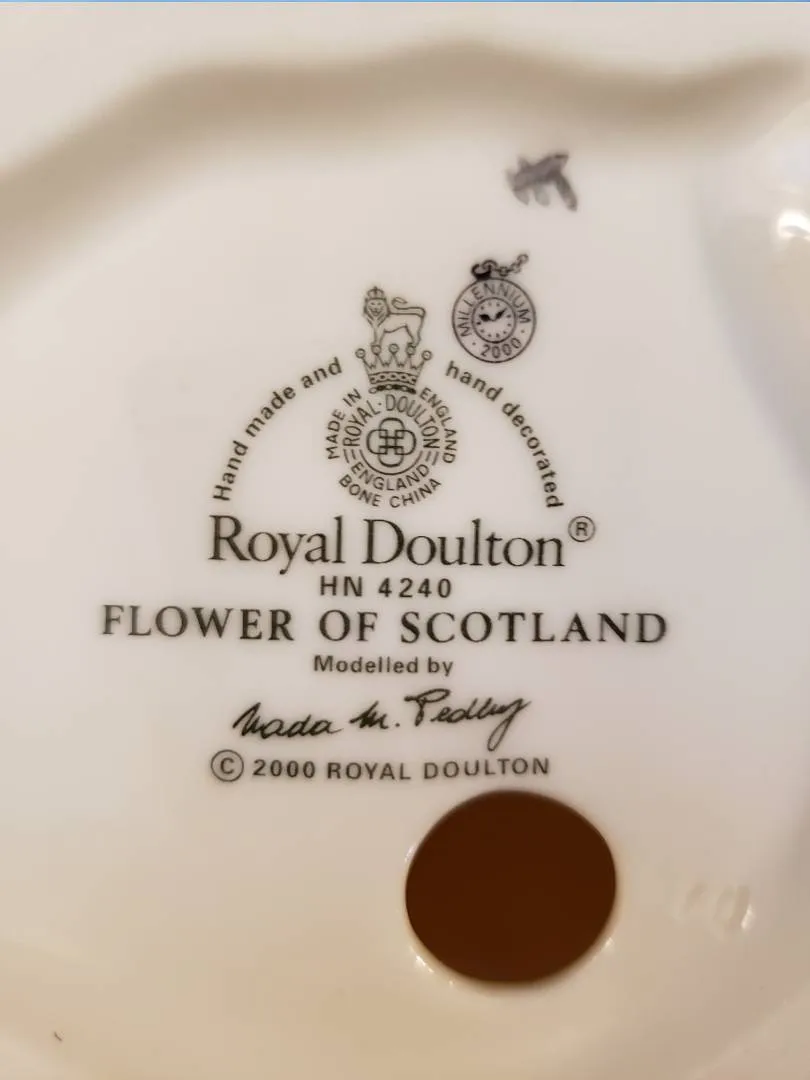 MILLENNIUM
2000
Hand made and hand decorated
MADE IN ENGLAND
ROYAL·DOULTON
ENGLAND
BONE CHINA
Royal Doulton®
HN 4240
FLOWER OF SCOTLAND
Modelled by
Nada M. Pedley
© 2000 ROYAL DOULTON